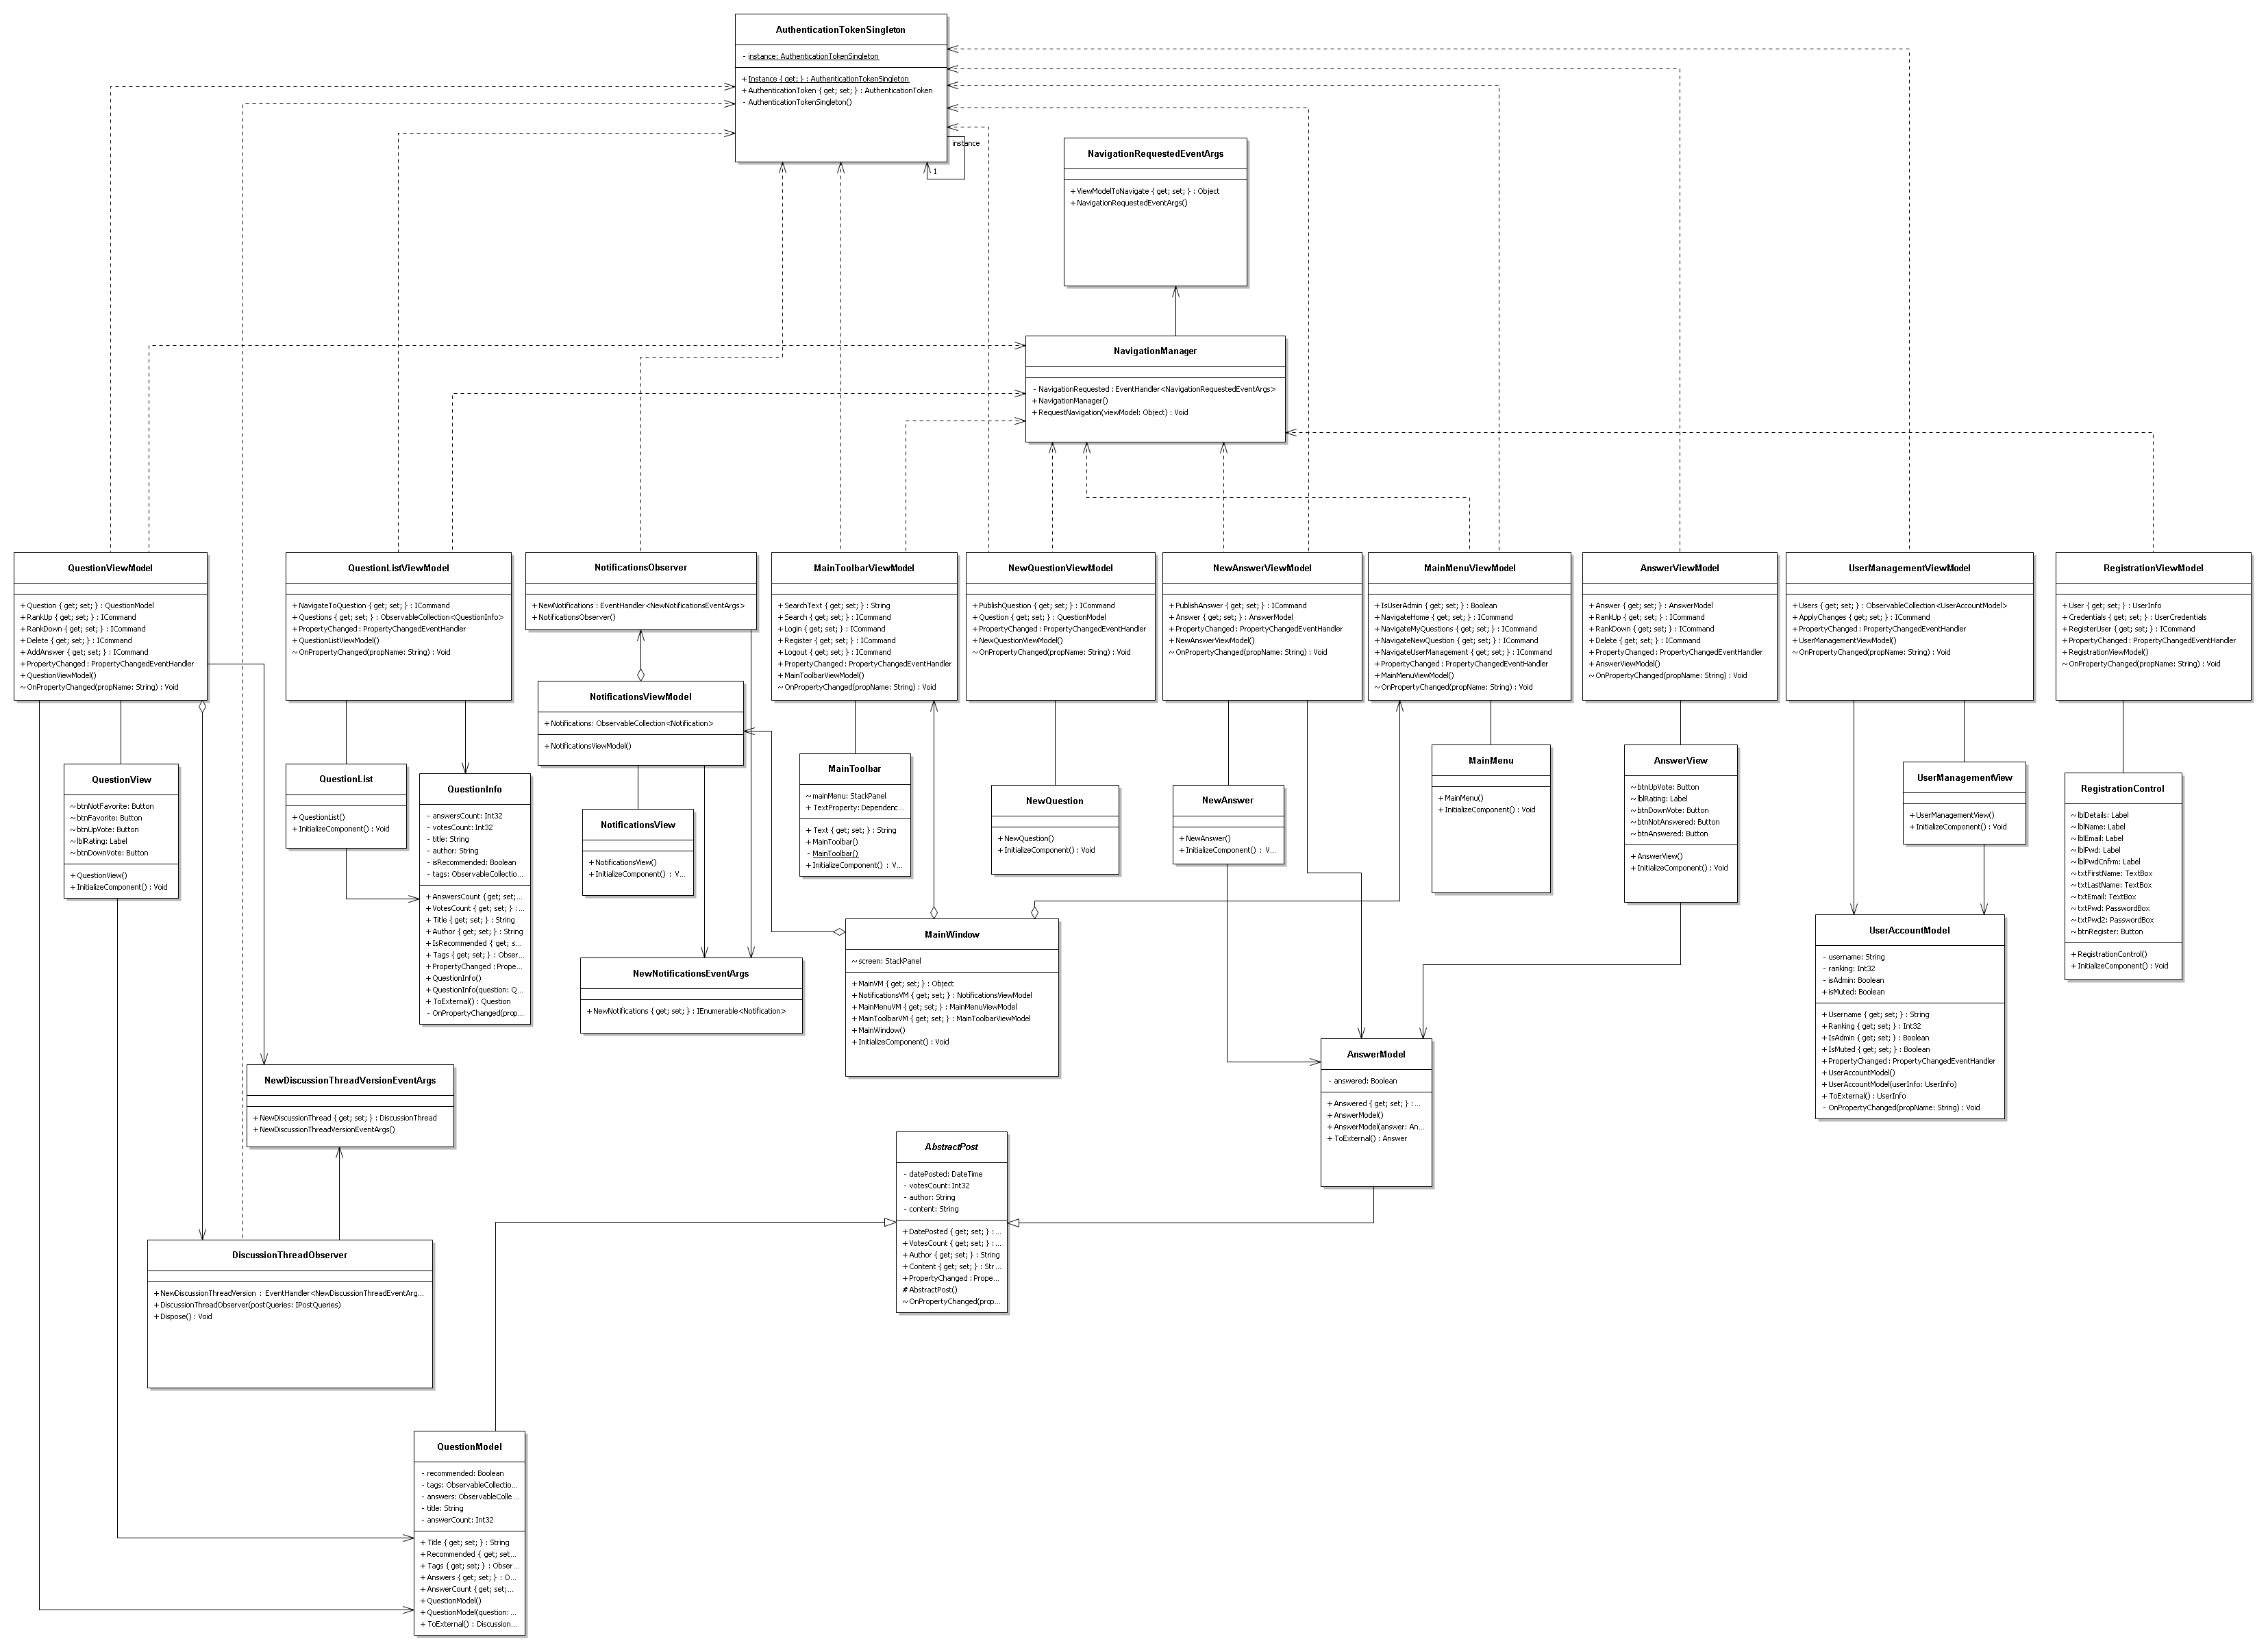 AuthenticationTokenSingleton
- instance: AuthenticationTokenSingleton
+ Instance { get; } : AuthenticationTokenSingleton
+ AuthenticationToken { get; set; } : AuthenticationToken
- AuthenticationTokenSingleton()
instance
1
NavigationRequestedEventArgs
+ ViewModelToNavigate { get; set; } : Object
+ NavigationRequestedEventArgs()
NavigationManager
- NavigationRequested : EventHandler<NavigationRequestedEventArgs>
+ NavigationManager()
+ RequestNavigation(viewModel: Object) : Void
QuestionViewModel
+ Question { get; set; } : QuestionModel
+ RankUp { get; set; } : ICommand
+ RankDown { get; set; } : ICommand
+ Delete { get; set; } : ICommand
+ AddAnswer { get; set; } : ICommand
+ PropertyChanged : PropertyChangedEventHandler
+ QuestionViewModel()
~ OnPropertyChanged(propName: String) : Void
QuestionListViewModel
+ NavigateToQuestion { get; set; } : ICommand
+ Questions { get; set; } : ObservableCollection<QuestionInfo>
+ PropertyChanged : PropertyChangedEventHandler
+ QuestionListViewModel()
~ OnPropertyChanged(propName: String) : Void
NotificationsObserver
+ NewNotifications : EventHandler<NewNotificationsEventArgs>
+ NotificationsObserver()
MainToolbarViewModel
+ SearchText { get; set; } : String
+ Search { get; set; } : ICommand
+ Login { get; set; } : ICommand
+ Register { get; set; } : ICommand
+ Logout { get; set; } : ICommand
+ PropertyChanged : PropertyChangedEventHandler
+ MainToolbarViewModel()
~ OnPropertyChanged(propName: String) : Void
NewQuestionViewModel
+ PublishQuestion { get; set; } : ICommand
+ Question { get; set; } : QuestionModel
+ PropertyChanged : PropertyChangedEventHandler
+ NewQuestionViewModel()
~ OnPropertyChanged(propName: String) : Void
NewAnswerViewModel
+ PublishAnswer { get; set; } : ICommand
+ Answer { get; set; } : AnswerModel
+ PropertyChanged : PropertyChangedEventHandler
+ NewAnswerViewModel()
~ OnPropertyChanged(propName: String) : Void
MainMenuViewModel
+ IsUserAdmin { get; set; } : Boolean
+ NavigateHome { get; set; } : ICommand
+ NavigateMyQuestions { get; set; } : ICommand
+ NavigateNewQuestion { get; set; } : ICommand
+ NavigateUserManagement { get; set; } : ICommand
+ PropertyChanged : PropertyChangedEventHandler
+ MainMenuViewModel()
~ OnPropertyChanged(propName: String) : Void
AnswerViewModel
+ Answer { get; set; } : AnswerModel
+ RankUp { get; set; } : ICommand
+ RankDown { get; set; } : ICommand
+ Delete { get; set; } : ICommand
+ PropertyChanged : PropertyChangedEventHandler
+ AnswerViewModel()
~ OnPropertyChanged(propName: String) : Void
UserManagementViewModel
+ Users { get; set; } : ObservableCollection<UserAccountModel>
+ ApplyChanges { get; set; } : ICommand
+ PropertyChanged : PropertyChangedEventHandler
+ UserManagementViewModel()
~ OnPropertyChanged(propName: String) : Void
RegistrationViewModel
+ User { get; set; } : UserInfo
+ Credentials { get; set; } : UserCredentials
+ RegisterUser { get; set; } : ICommand
+ PropertyChanged : PropertyChangedEventHandler
+ RegistrationViewModel()
~ OnPropertyChanged(propName: String) : Void
NotificationsViewModel
+ Notifications: ObservableCollection<Notification>
+ NotificationsViewModel()
QuestionView
~ btnNotFavorite: Button
~ btnFavorite: Button
~ btnUpVote: Button
~ lblRating: Label
~ btnDownVote: Button
+ QuestionView()
+ InitializeComponent() : Void
QuestionList
+ QuestionList()
+ InitializeComponent() : Void
QuestionInfo
- answersCount: Int32
- votesCount: Int32
- title: String
- author: String
- isRecommended: Boolean
- tags: ObservableCollectio...
+ AnswersCount { get; set;...
+ VotesCount { get; set; } : ...
+ Title { get; set; } : String
+ Author { get; set; } : String
+ IsRecommended { get; s...
+ Tags { get; set; } : Obser...
+ PropertyChanged : Prope...
+ QuestionInfo()
+ QuestionInfo(question: Q...
+ ToExternal() : Question
- OnPropertyChanged(prop...
NotificationsView
+ NotificationsView()
+ InitializeComponent() : V...
MainToolbar
~ mainMenu: StackPanel
+ TextProperty: Dependenc...
+ Text { get; set; } : String
+ MainToolbar()
- MainToolbar()
+ InitializeComponent() : V...
NewQuestion
+ NewQuestion()
+ InitializeComponent() : Void
NewAnswer
+ NewAnswer()
+ InitializeComponent() : V...
MainMenu
+ MainMenu()
+ InitializeComponent() : Void
AnswerView
~ btnUpVote: Button
~ lblRating: Label
~ btnDownVote: Button
~ btnNotAnswered: Button
~ btnAnswered: Button
+ AnswerView()
+ InitializeComponent() : Void
UserManagementView
+ UserManagementView()
+ InitializeComponent() : Void
RegistrationControl
~ lblDetails: Label
~ lblName: Label
~ lblEmail: Label
~ lblPwd: Label
~ lblPwdCnfrm: Label
~ txtFirstName: TextBox
~ txtLastName: TextBox
~ txtEmail: TextBox
~ txtPwd: PasswordBox
~ txtPwd2: PasswordBox
~ btnRegister: Button
+ RegistrationControl()
+ InitializeComponent() : Void
NewNotificationsEventArgs
+ NewNotifications { get; set; } : IEnumerable<Notification>
MainWindow
~ screen: StackPanel
+ MainVM { get; set; } : Object
+ NotificationsVM { get; set; } : NotificationsViewModel
+ MainMenuVM { get; set; } : MainMenuViewModel
+ MainToolbarVM { get; set; } : MainToolbarViewModel
+ MainWindow()
+ InitializeComponent() : Void
UserAccountModel
- username: String
- ranking: Int32
- isAdmin: Boolean
+ isMuted: Boolean
+ Username { get; set; } : String
+ Ranking { get; set; } : Int32
+ IsAdmin { get; set; } : Boolean
+ IsMuted { get; set; } : Boolean
+ PropertyChanged : PropertyChangedEventHandler
+ UserAccountModel()
+ UserAccountModel(userInfo: UserInfo)
+ ToExternal() : UserInfo
- OnPropertyChanged(propName: String) : Void
AnswerModel
- answered: Boolean
+ Answered { get; set; } : ...
+ AnswerModel()
+ AnswerModel(answer: An...
+ ToExternal() : Answer
NewDiscussionThreadVersionEventArgs
+ NewDiscussionThread { get; set; } : DiscussionThread
+ NewDiscussionThreadVersionEventArgs()
AbstractPost
- datePosted: DateTime
- votesCount: Int32
- author: String
- content: String
+ DatePosted { get; set; } : ...
+ VotesCount { get; set; } : ...
+ Author { get; set; } : String
+ Content { get; set; } : Str...
+ PropertyChanged : Prope...
# AbstractPost()
~ OnPropertyChanged(prop...
DiscussionThreadObserver
+ NewDiscussionThreadVersion : EventHandler<NewDiscussionThreadEventArg...
+ DiscussionThreadObserver(postQueries: IPostQueries)
+ Dispose() : Void
QuestionModel
- recommended: Boolean
- tags: ObservableCollectio...
- answers: ObservableColle...
- title: String
- answerCount: Int32
+ Title { get; set; } : String
+ Recommended { get; set...
+ Tags { get; set; } : Obser...
+ Answers { get; set; } : O...
+ AnswerCount { get; set;...
+ QuestionModel()
+ QuestionModel(question: ...
+ ToExternal() : Discussion...